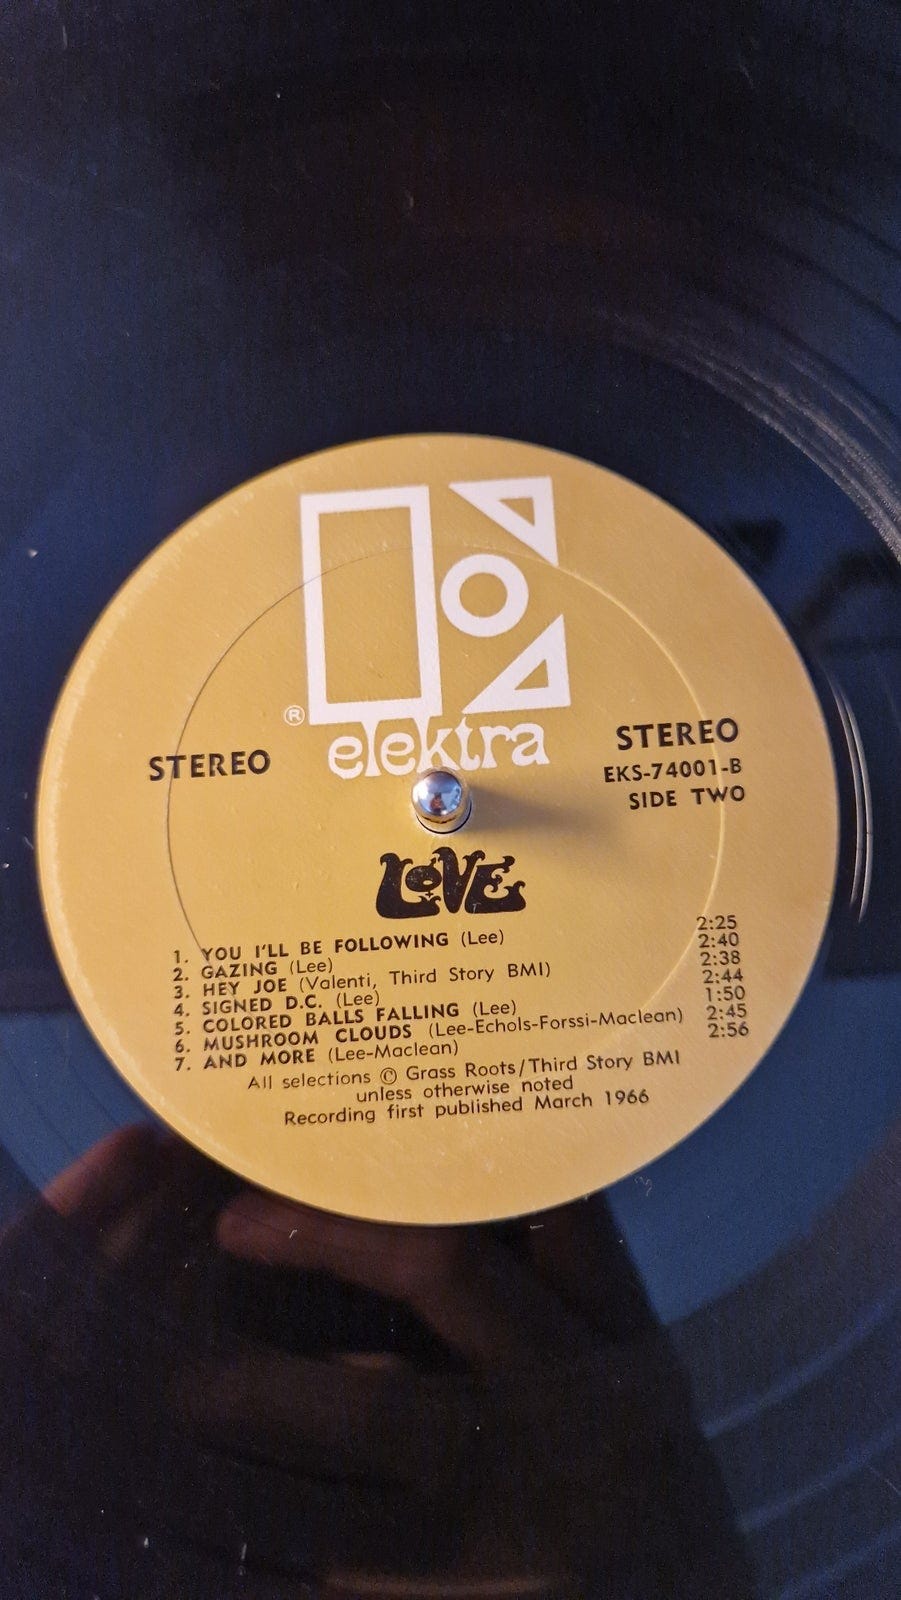 ®
elektra
STEREO
STEREO
EKS-74001-B
SIDE TWO
LOVE
1. YOU I'LL BE FOLLOWING (Lee) 2:25
2. GAZING (Lee) 2:40
3. HEY JOE (Valenti, Third Story BMI) 2:38
4. SIGNED D.C. (Lee) 2:44
5. COLORED BALLS FALLING (Lee) 1:50
6. MUSHROOM CLOUDS (Lee-Echols-Forssi-Maclean) 2:45
7. AND MORE (Lee-Maclean) 2:56
All selections © Grass Roots/Third Story BMI
unless otherwise noted
Recording first published March 1966